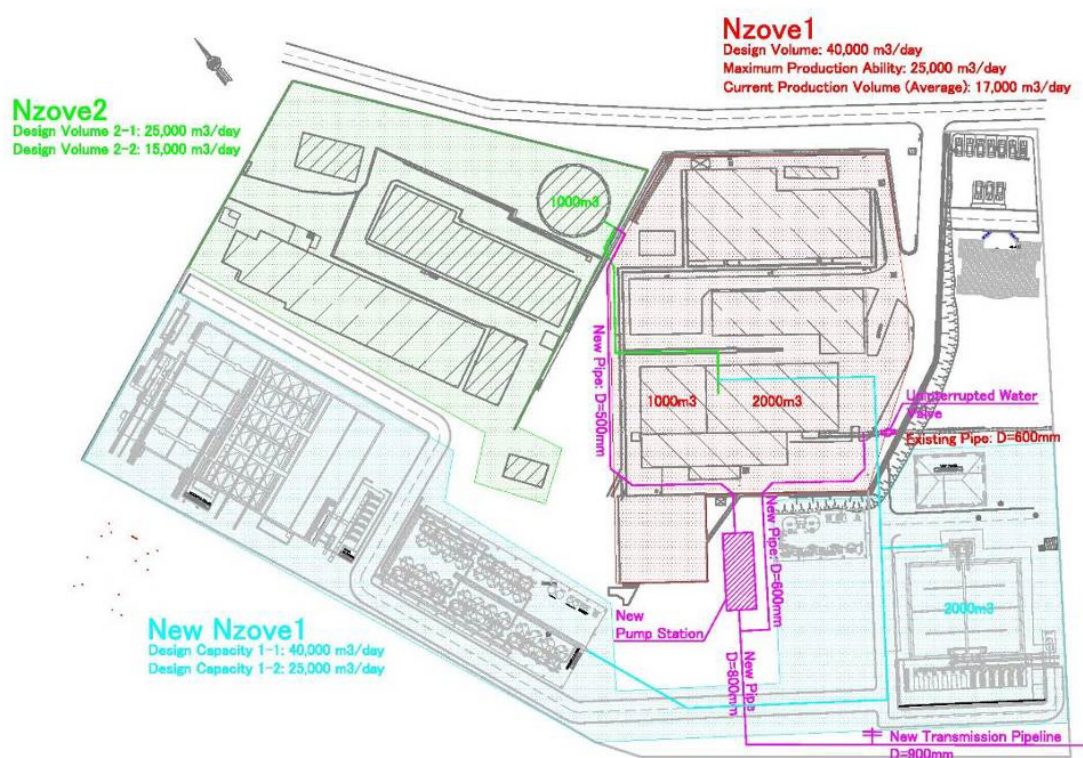 Nzove1
Design Volume: 40,000 m3/day
Maximum Production Ability: 25,000 m3/day
Current Production Volume (Average): 17,000 m3/day
Nzove2
Design Volume 2-1: 25,000 m3/day
Design Volume 2-2: 15,000 m3/day
1000m3
New Pipe: D=500mm
1000m3
2000m3
Uninterrupted Water
Valve
Existing Pipe: D=600mm
New Pipe: D=600mm
New
Pump Station
2000m3
New Nzove1
Design Capacity 1-1: 40,000 m3/day
Design Capacity 1-2: 25,000 m3/day
New Pipe
D=800mm
New Transmission Pipeline
D=900mm